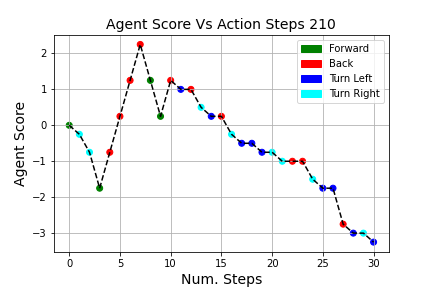 Agent Score Vs Action Steps 210
Forward
Back
Turn Left
Turn Right
Agent Score
2
1
0
−1
−2
−3
0 5 10 15 20 25 30
Num. Steps